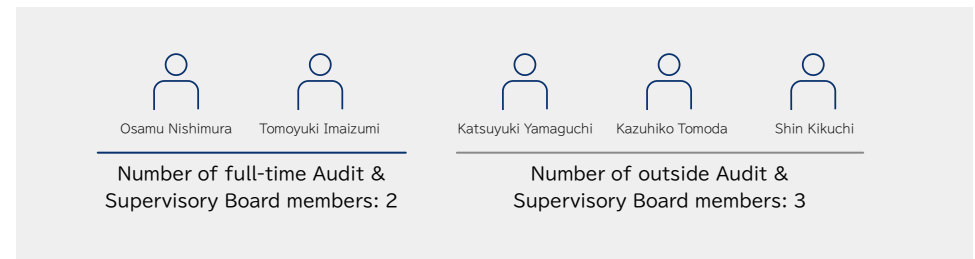 Osamu Nishimura
Tomoyuki Imaizumi
Katsuyuki Yamaguchi
Kazuhiko Tomoda
Shin Kikuchi
Number of full-time Audit &
Supervisory Board members: 2
Number of outside Audit &
Supervisory Board members: 3